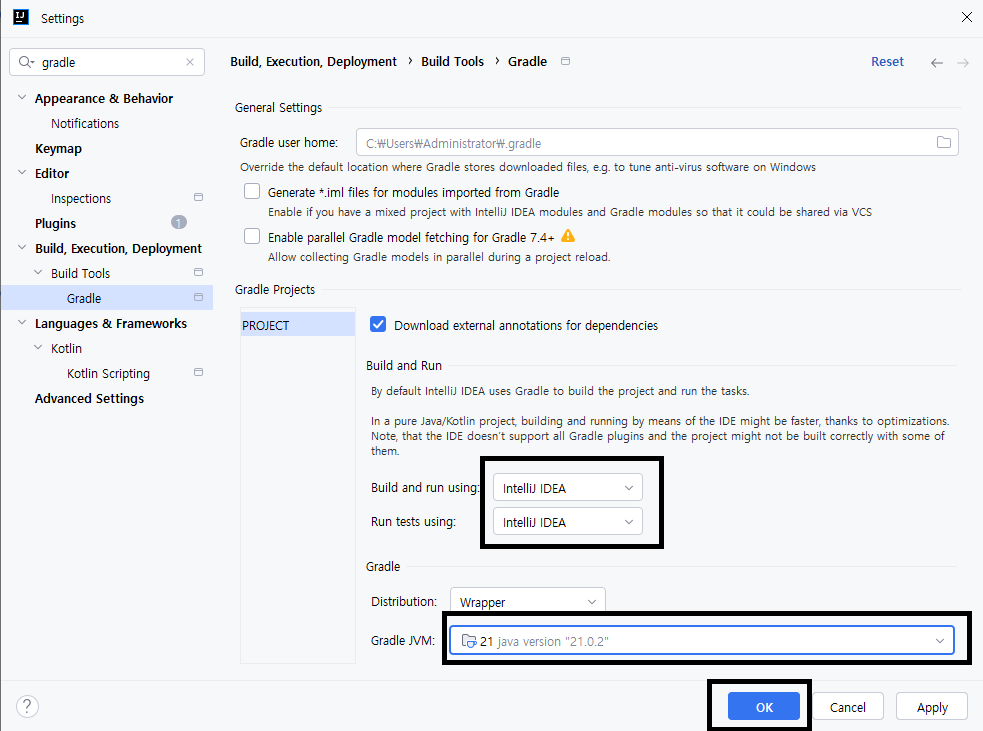 IJ
Settings
gradle
Build, Execution, Deployment › Build Tools › Gradle
Reset
Appearance & Behavior
Notifications
Keymap
Editor
Inspections
Plugins
1
Build, Execution, Deployment
Build Tools
Gradle
Languages & Frameworks
Kotlin
Kotlin Scripting
Advanced Settings
General Settings
Gradle user home:
C:₩Users₩Administrator₩.gradle
Override the default location where Gradle stores downloaded files, e.g. to tune anti-virus software on Windows
Generate *.iml files for modules imported from Gradle
Enable if you have a mixed project with IntelliJ IDEA modules and Gradle modules so that it could be shared via VCS
Enable parallel Gradle model fetching for Gradle 7.4+
Allow collecting Gradle models in parallel during a project reload.
Gradle Projects
PROJECT
Download external annotations for dependencies
Build and Run
By default IntelliJ IDEA uses Gradle to build the project and run the tasks.
In a pure Java/Kotlin project, building and running by means of the IDE might be faster, thanks to optimizations.
Note, that the IDE doesn't support all Gradle plugins and the project might not be built correctly with some of
them.
Build and run using: IntelliJ IDEA
Run tests using: IntelliJ IDEA
Gradle
Distribution: Wrapper
Gradle JVM: 21 java version "21.0.2"
?
OK
Cancel
Apply